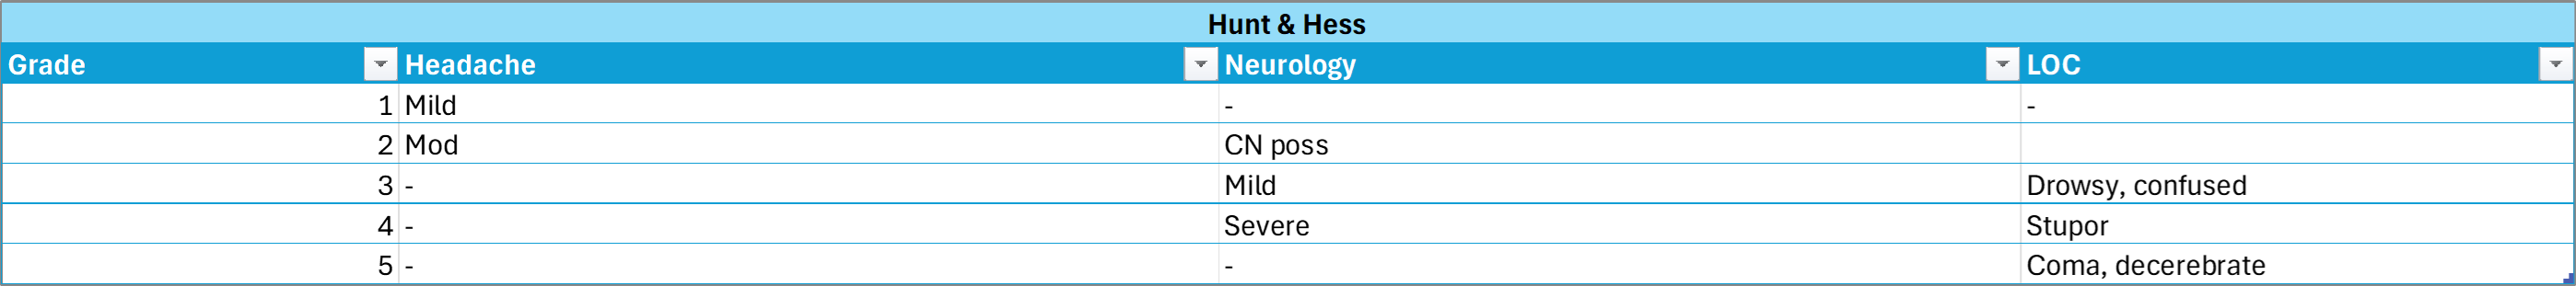 Hunt & Hess
Grade Headache Neurology LOC
1 Mild - -
2 Mod CN poss
3 - Mild Drowsy, confused
4 - Severe Stupor
5 - - Coma, decerebrate